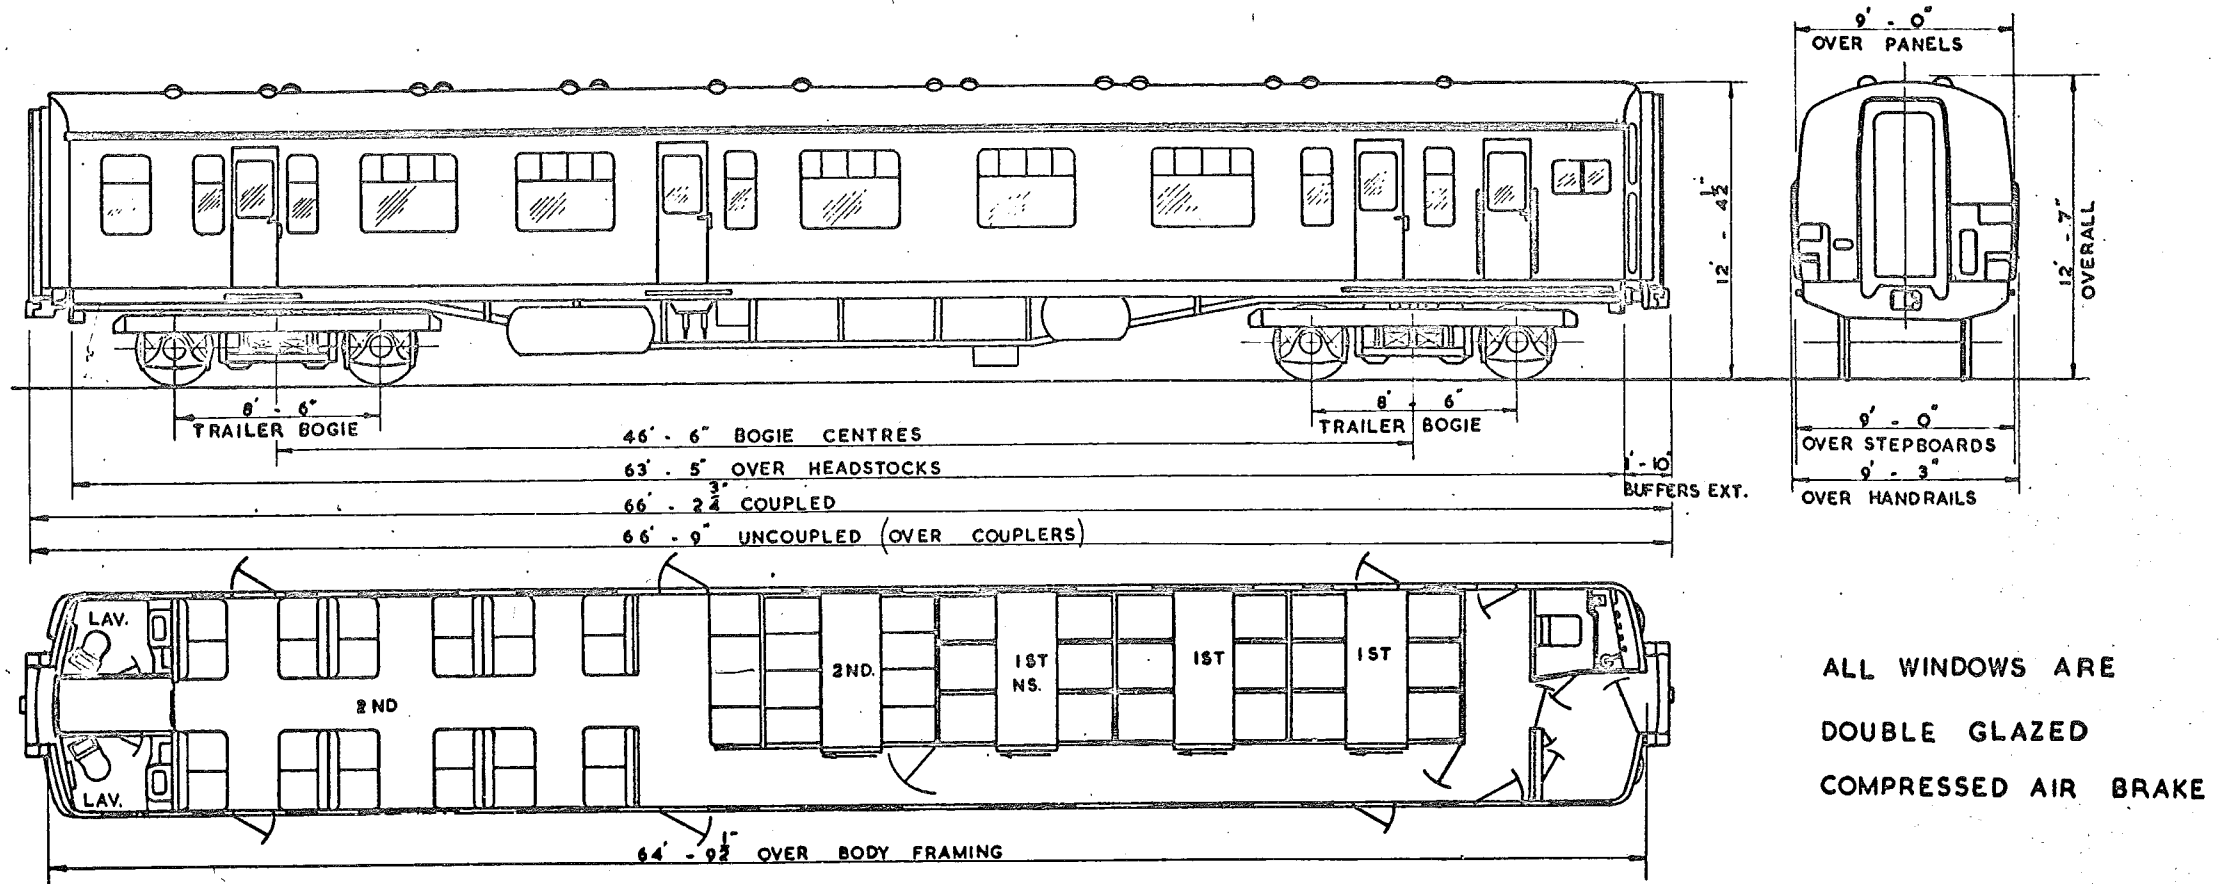 9' - 0"
OVER PANELS
12' - 4½"
12' - 7"
OVERALL
8' - 6"
TRAILER BOGIE
8' - 6"
TRAILER BOGIE
46' - 6" BOGIE CENTRES
63' - 5" OVER HEADSTOCKS
1' - 10"
BUFFERS EXT.
66' - 2¾" COUPLED
66' - 9" UNCOUPLED (OVER COUPLERS)
9' - 0"
OVER STEPBOARDS
9' - 3"
OVER HANDRAILS
LAV.
2ND
2ND.
1ST
NS.
1ST
1ST
LAV.
64' - 9½" OVER BODY FRAMING
ALL WINDOWS ARE
DOUBLE GLAZED
COMPRESSED AIR BRAKE